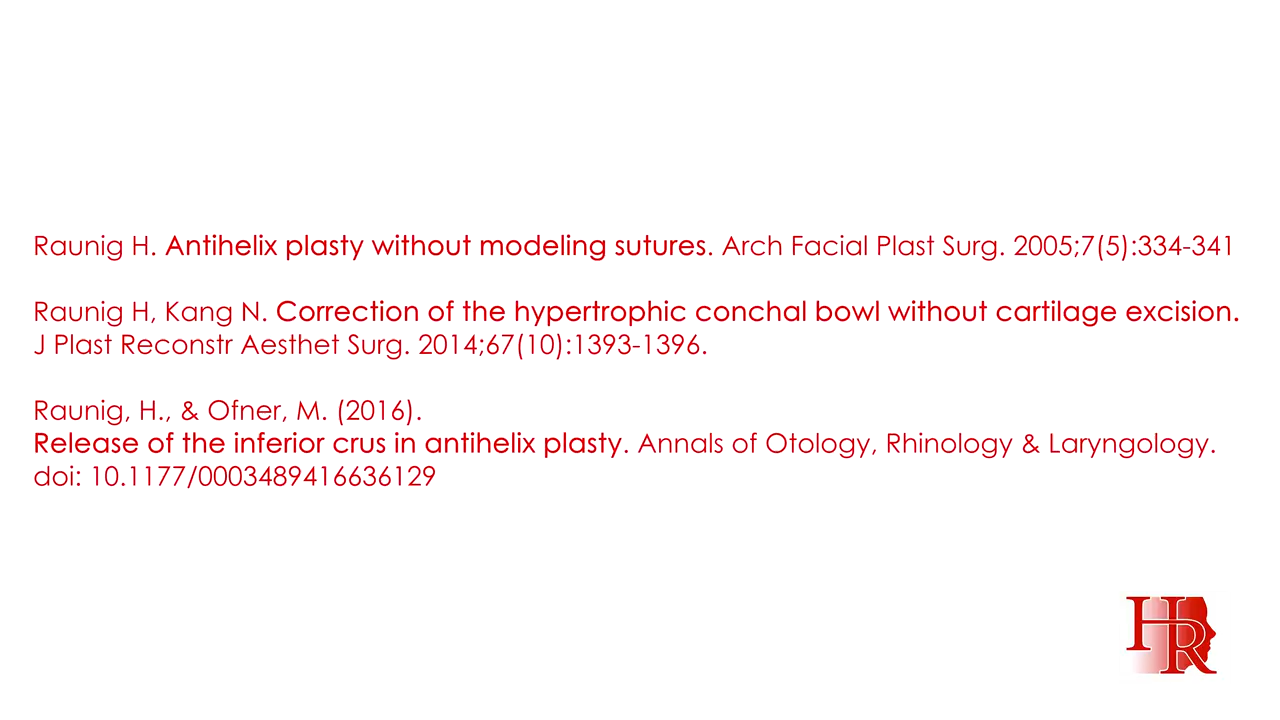 Raunig H. Antihelix plasty without modeling sutures. Arch Facial Plast Surg. 2005;7(5):334-341
Raunig H, Kang N. Correction of the hypertrophic conchal bowl without cartilage excision.
J Plast Reconstr Aesthet Surg. 2014;67(10):1393-1396.
Raunig, H., & Ofner, M. (2016).
Release of the inferior crus in antihelix plasty. Annals of Otology, Rhinology & Laryngology.
doi: 10.1177/0003489416636129
HR